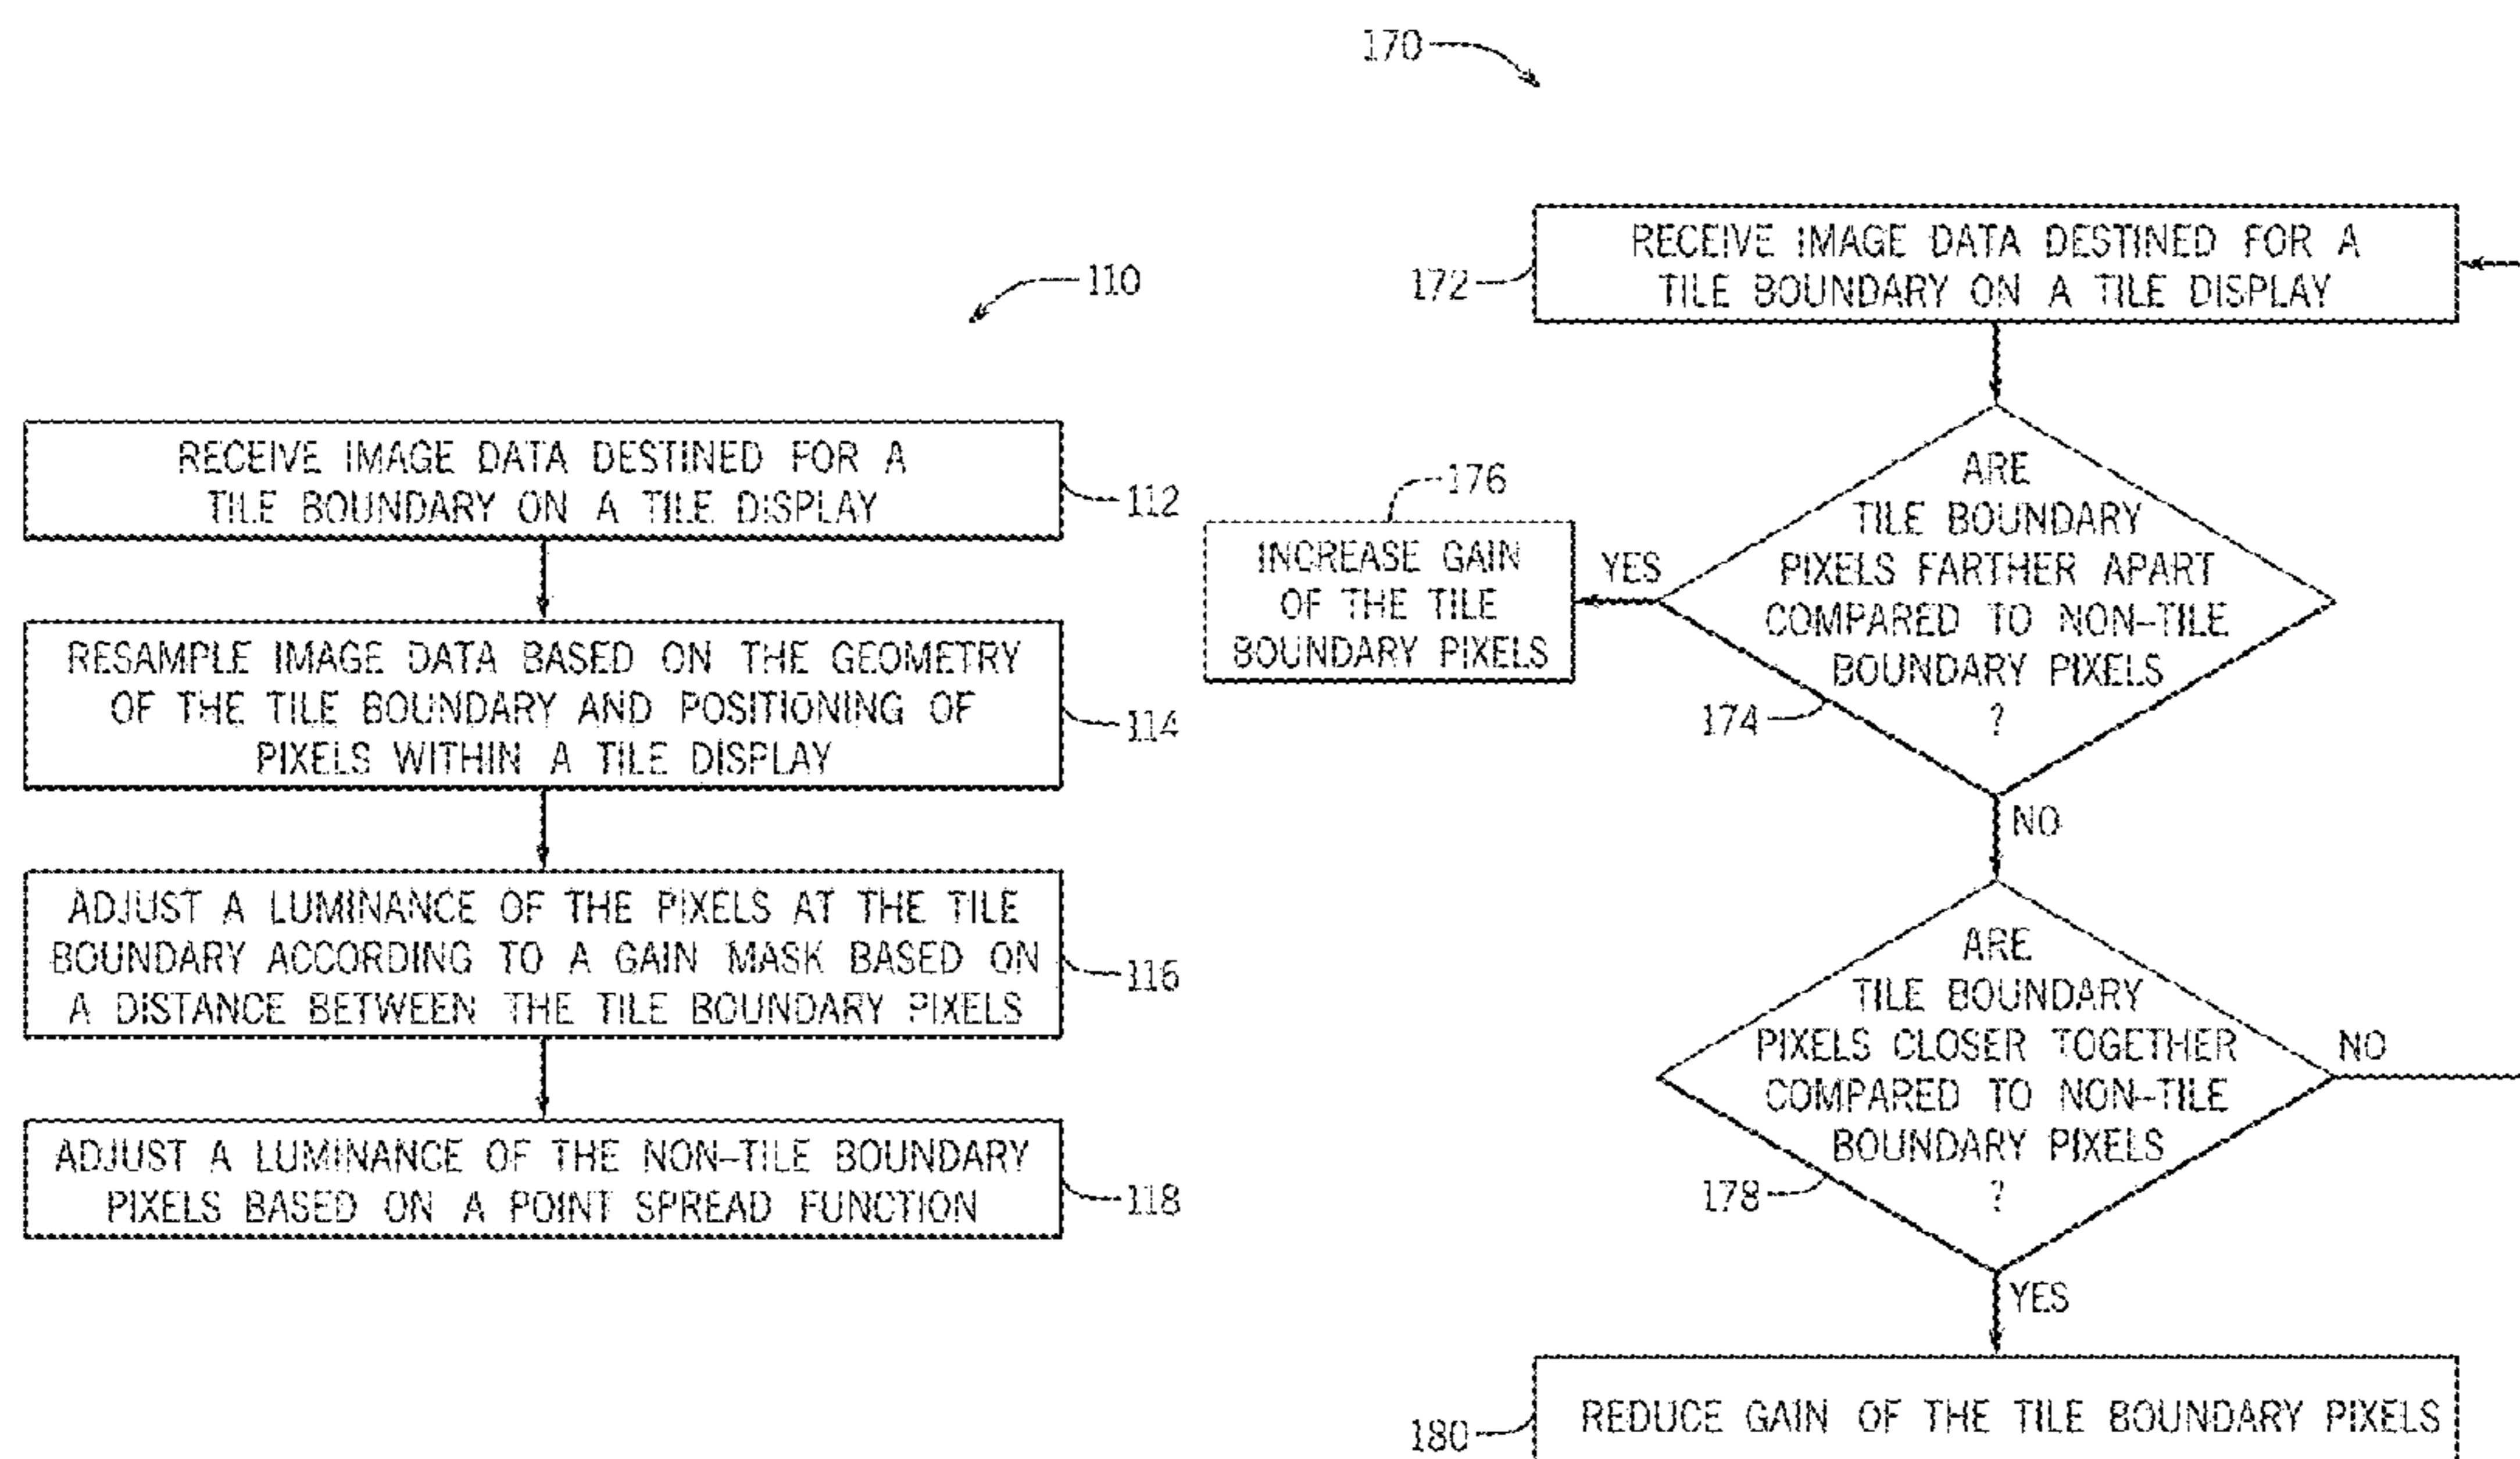 110
RECEIVE IMAGE DATA DESTINED FOR A
TILE BOUNDARY ON A TILE DISPLAY
112
RESAMPLE IMAGE DATA BASED ON THE GEOMETRY
OF THE TILE BOUNDARY AND POSITIONING OF
PIXELS WITHIN A TILE DISPLAY
114
ADJUST A LUMINANCE OF THE PIXELS AT THE TILE
BOUNDARY ACCORDING TO A GAIN MASK BASED ON
A DISTANCE BETWEEN THE TILE BOUNDARY PIXELS
116
ADJUST A LUMINANCE OF THE NON-TILE BOUNDARY
PIXELS BASED ON A POINT SPREAD FUNCTION
118
170
RECEIVE IMAGE DATA DESTINED FOR A
TILE BOUNDARY ON A TILE DISPLAY
172
ARE
TILE BOUNDARY
PIXELS FARTHER APART
COMPARED TO NON-TILE
BOUNDARY PIXELS
?
174
YES
176
INCREASE GAIN
OF THE TILE
BOUNDARY PIXELS
NO
ARE
TILE BOUNDARY
PIXELS CLOSER TOGETHER
COMPARED TO NON-TILE
BOUNDARY PIXELS
?
178
NO
YES
REDUCE GAIN OF THE TILE BOUNDARY PIXELS
180